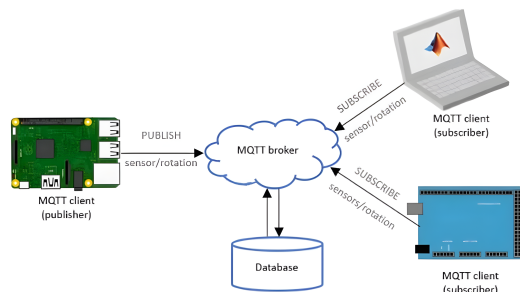 PUBLISH
sensor/rotation
MQTT client
(publisher)
MQTT broker
SUBSCRIBE
sensor/rotation
MQTT client
(subscriber)
SUBSCRIBE
sensors/rotation
MQTT client
(subscriber)
Database